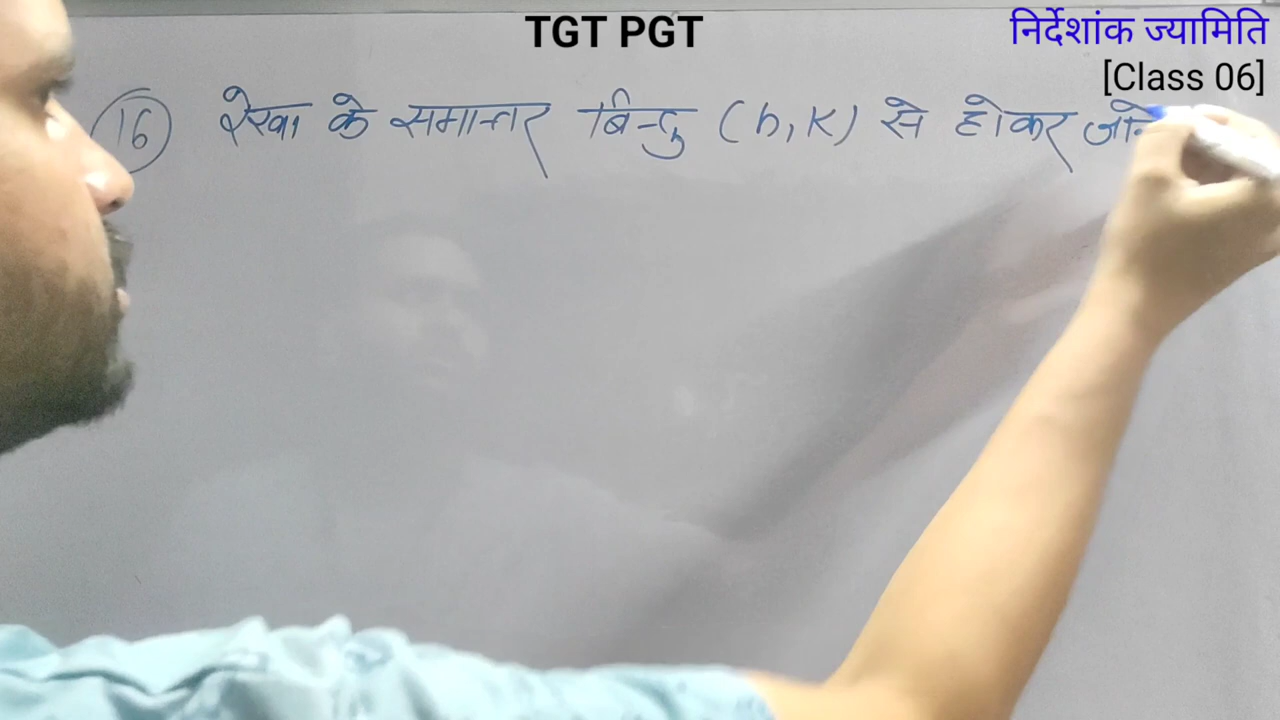 TGT PGT
निर्देशांक ज्यामिति
[Class 06]
16 रेखा के समान्तर बिन्दु (h, k) से होकर जाने